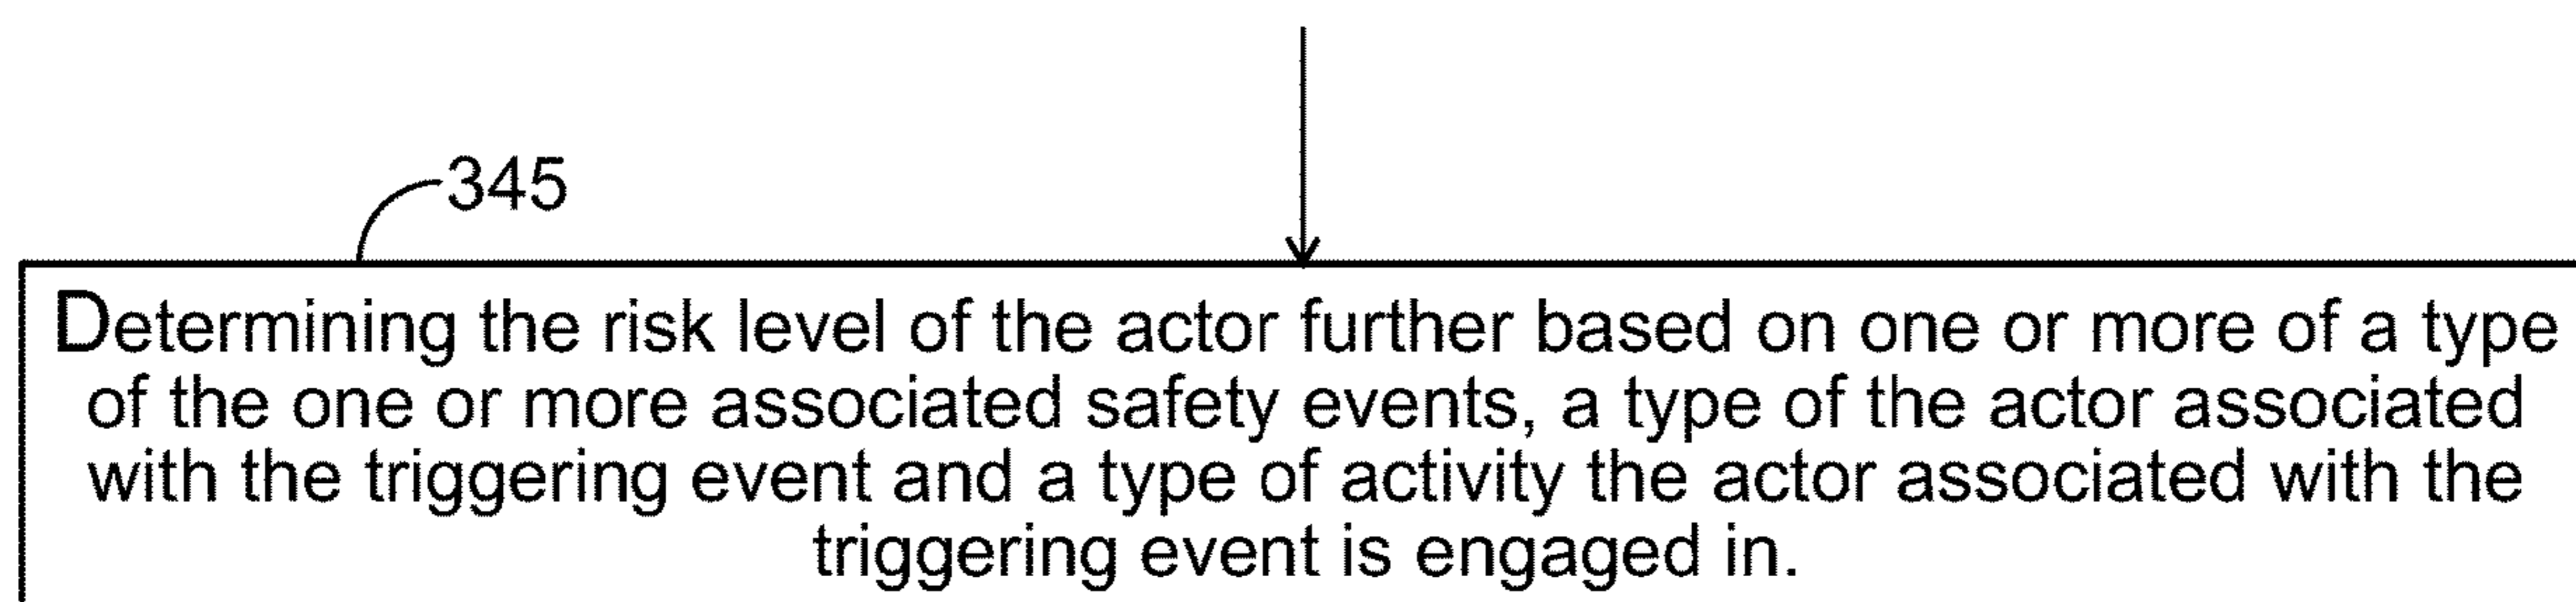 345
Determining the risk level of the actor further based on one or more of a type
of the one or more associated safety events, a type of the actor associated
with the triggering event and a type of activity the actor associated with the
triggering event is engaged in.